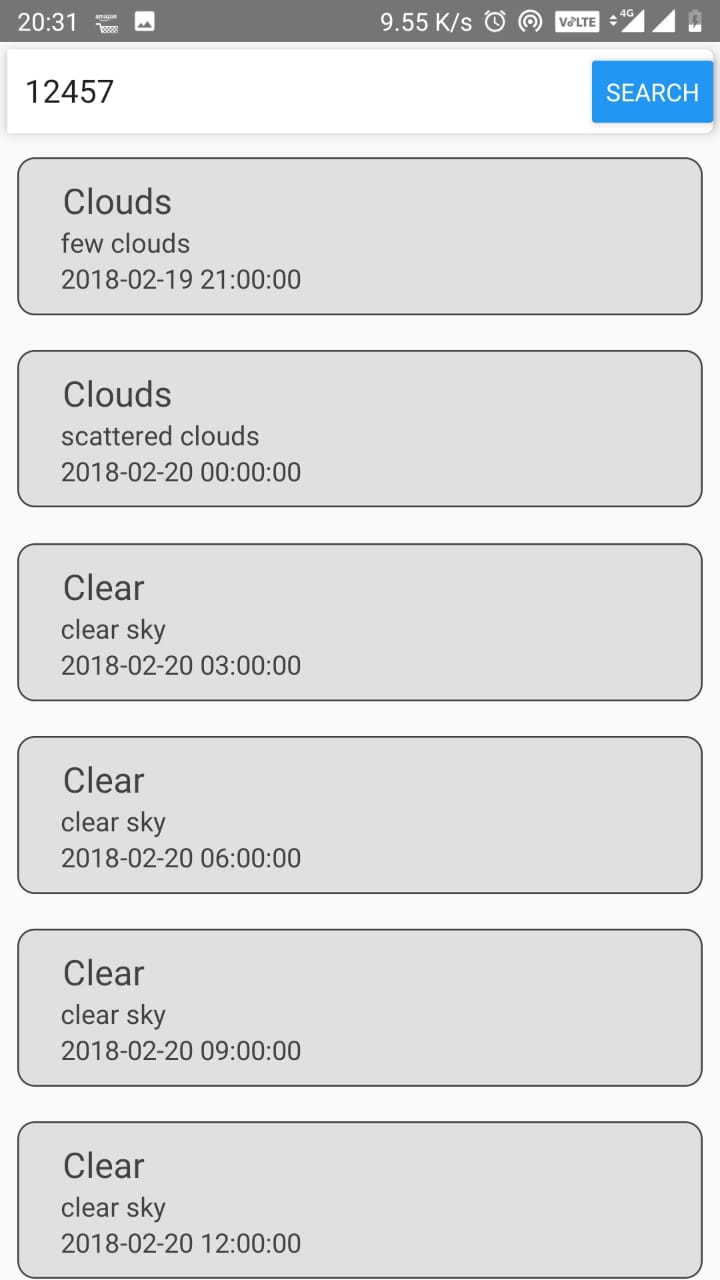 20:31 amazon 9.55 K/s VoLTE 4G
12457 SEARCH
Clouds
few clouds
2018-02-19 21:00:00
Clouds
scattered clouds
2018-02-20 00:00:00
Clear
clear sky
2018-02-20 03:00:00
Clear
clear sky
2018-02-20 06:00:00
Clear
clear sky
2018-02-20 09:00:00
Clear
clear sky
2018-02-20 12:00:00